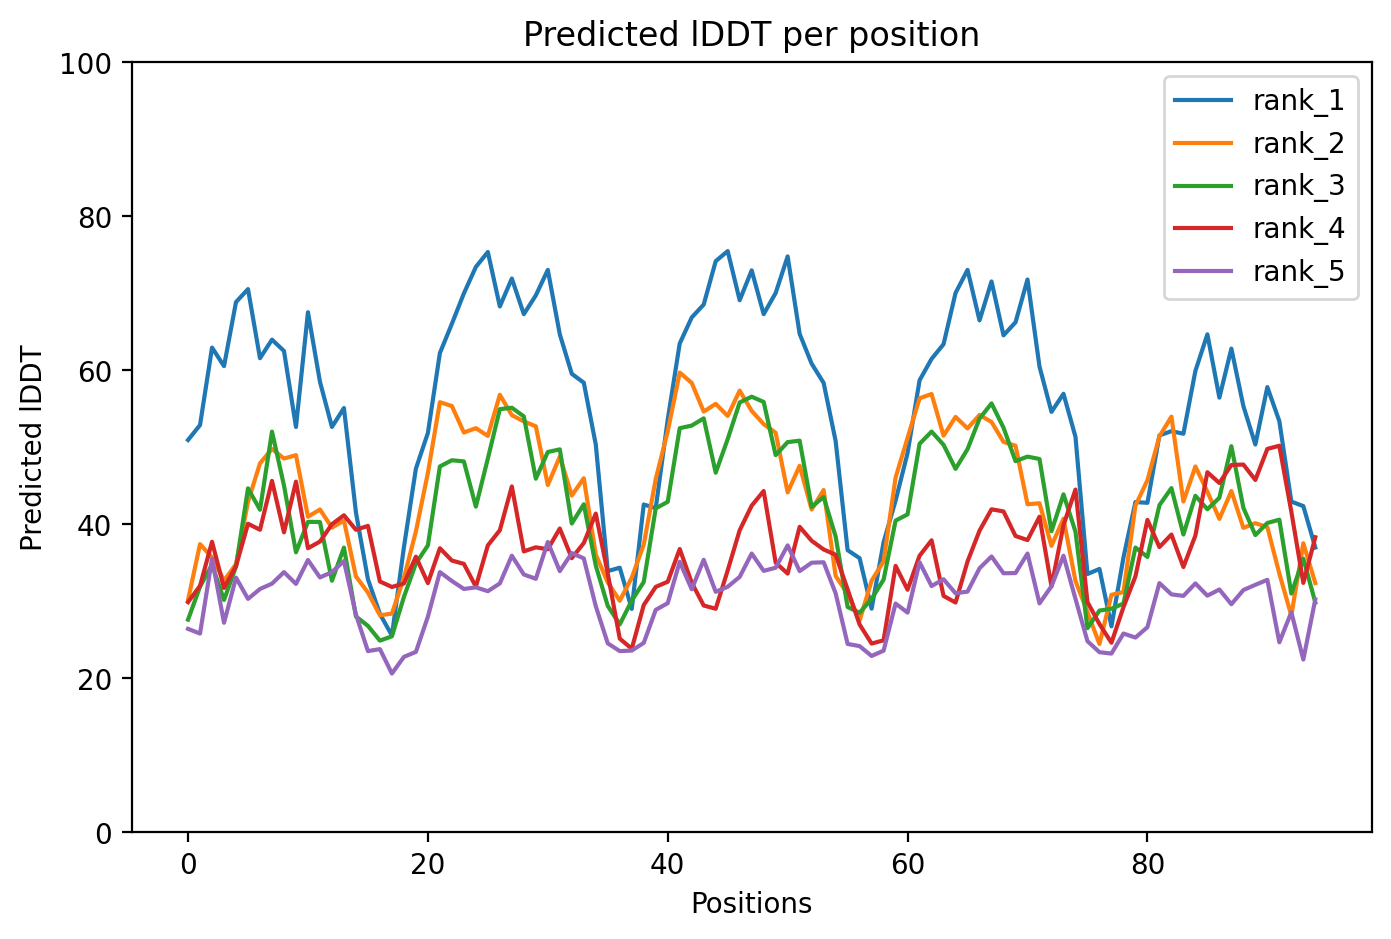 Predicted lDDT per position
100
80
60
40
20
0
Predicted lDDT
0 20 40 60 80
Positions
rank_1
rank_2
rank_3
rank_4
rank_5